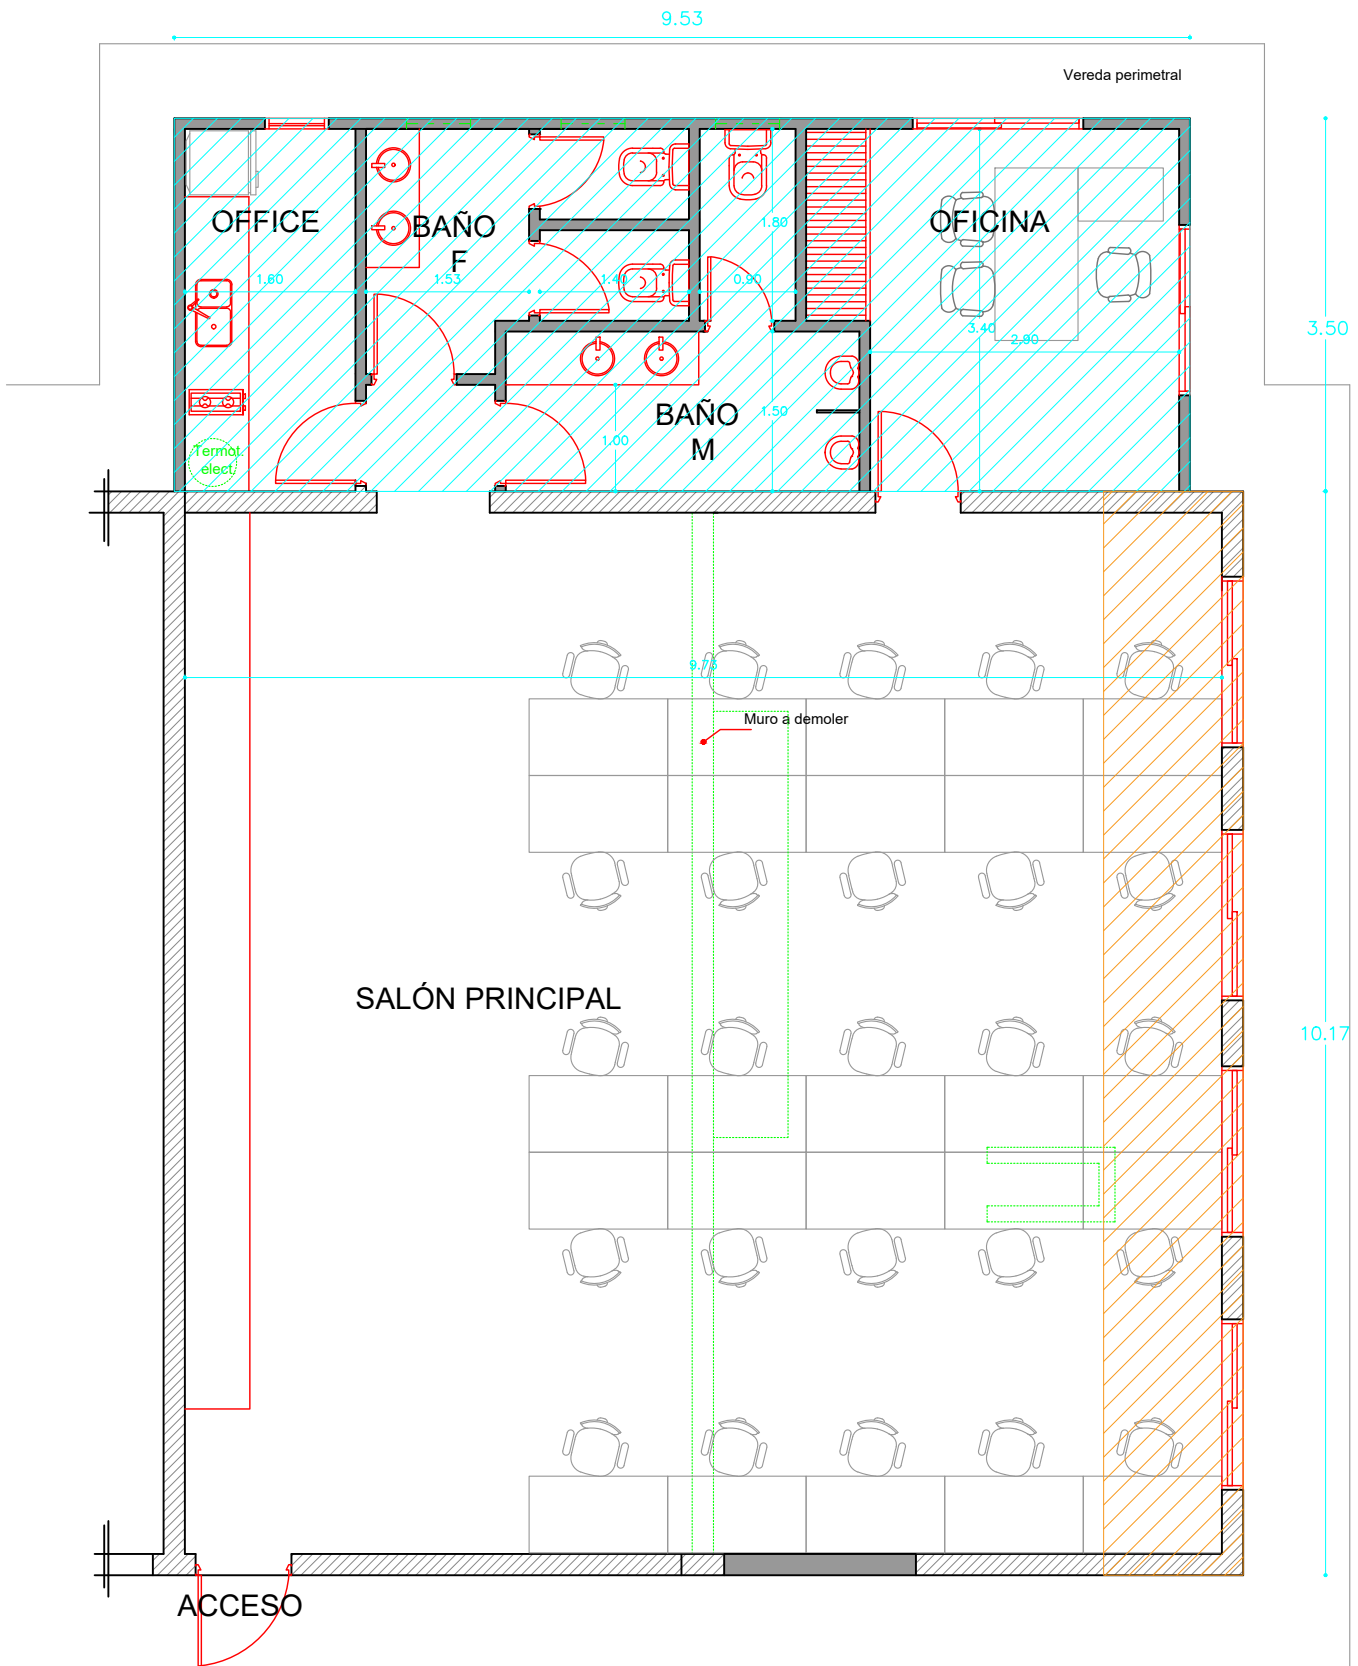 9.53
Vereda perimetral
OFFICE
BAÑO
F
OFICINA
1.80
1.60
1.53
1.40
0.90
3.40
2.90
3.50
BAÑO
M
1.50
1.00
Termot.
elect.
9.73
Muro a demoler
SALÓN PRINCIPAL
10.17
ACCESO